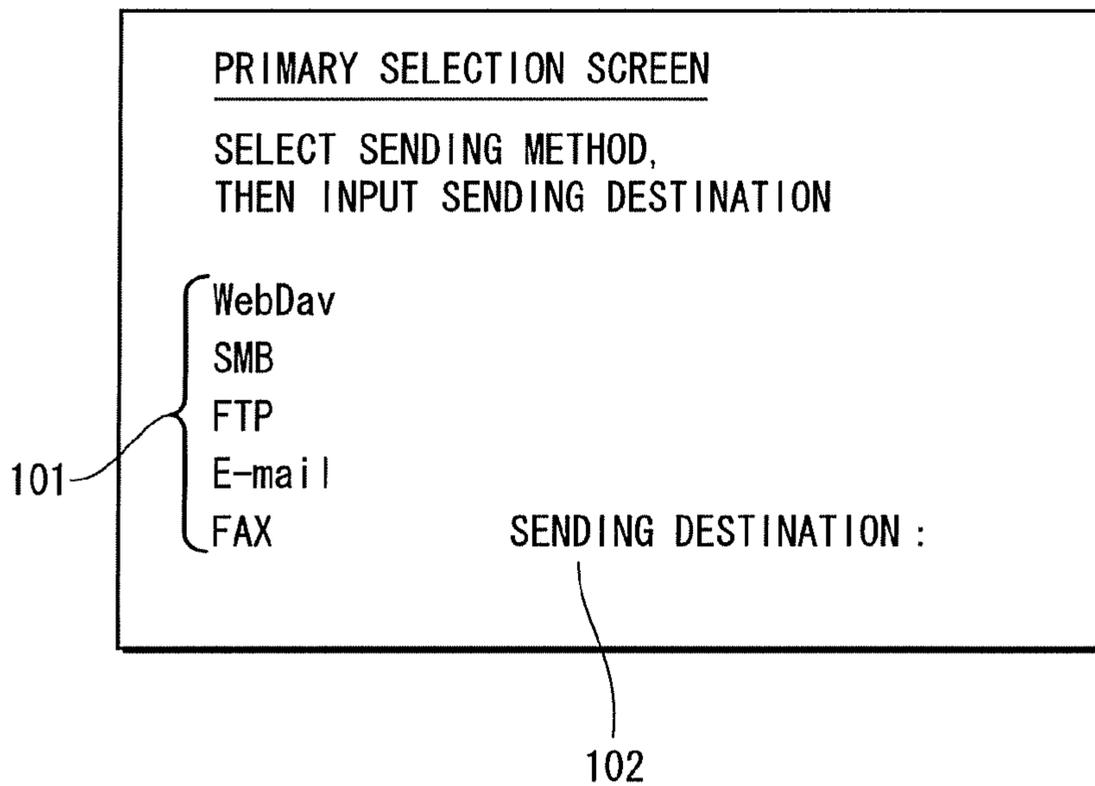 PRIMARY SELECTION SCREEN
SELECT SENDING METHOD,
THEN INPUT SENDING DESTINATION
WebDav
SMB
FTP
101
E-mail
FAX SENDING DESTINATION :
102